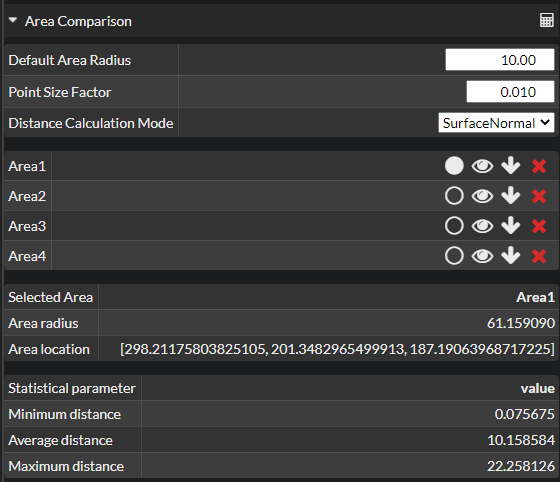 Area Comparison
Default Area Radius 10.00
Point Size Factor 0.010
Distance Calculation Mode SurfaceNormal
Area1
Area2
Area3
Area4
Selected Area Area1
Area radius 61.159090
Area location [298.21175803825105, 201.3482965499913, 187.19063968717225]
Statistical parameter value
Minimum distance 0.075675
Average distance 10.158584
Maximum distance 22.258126